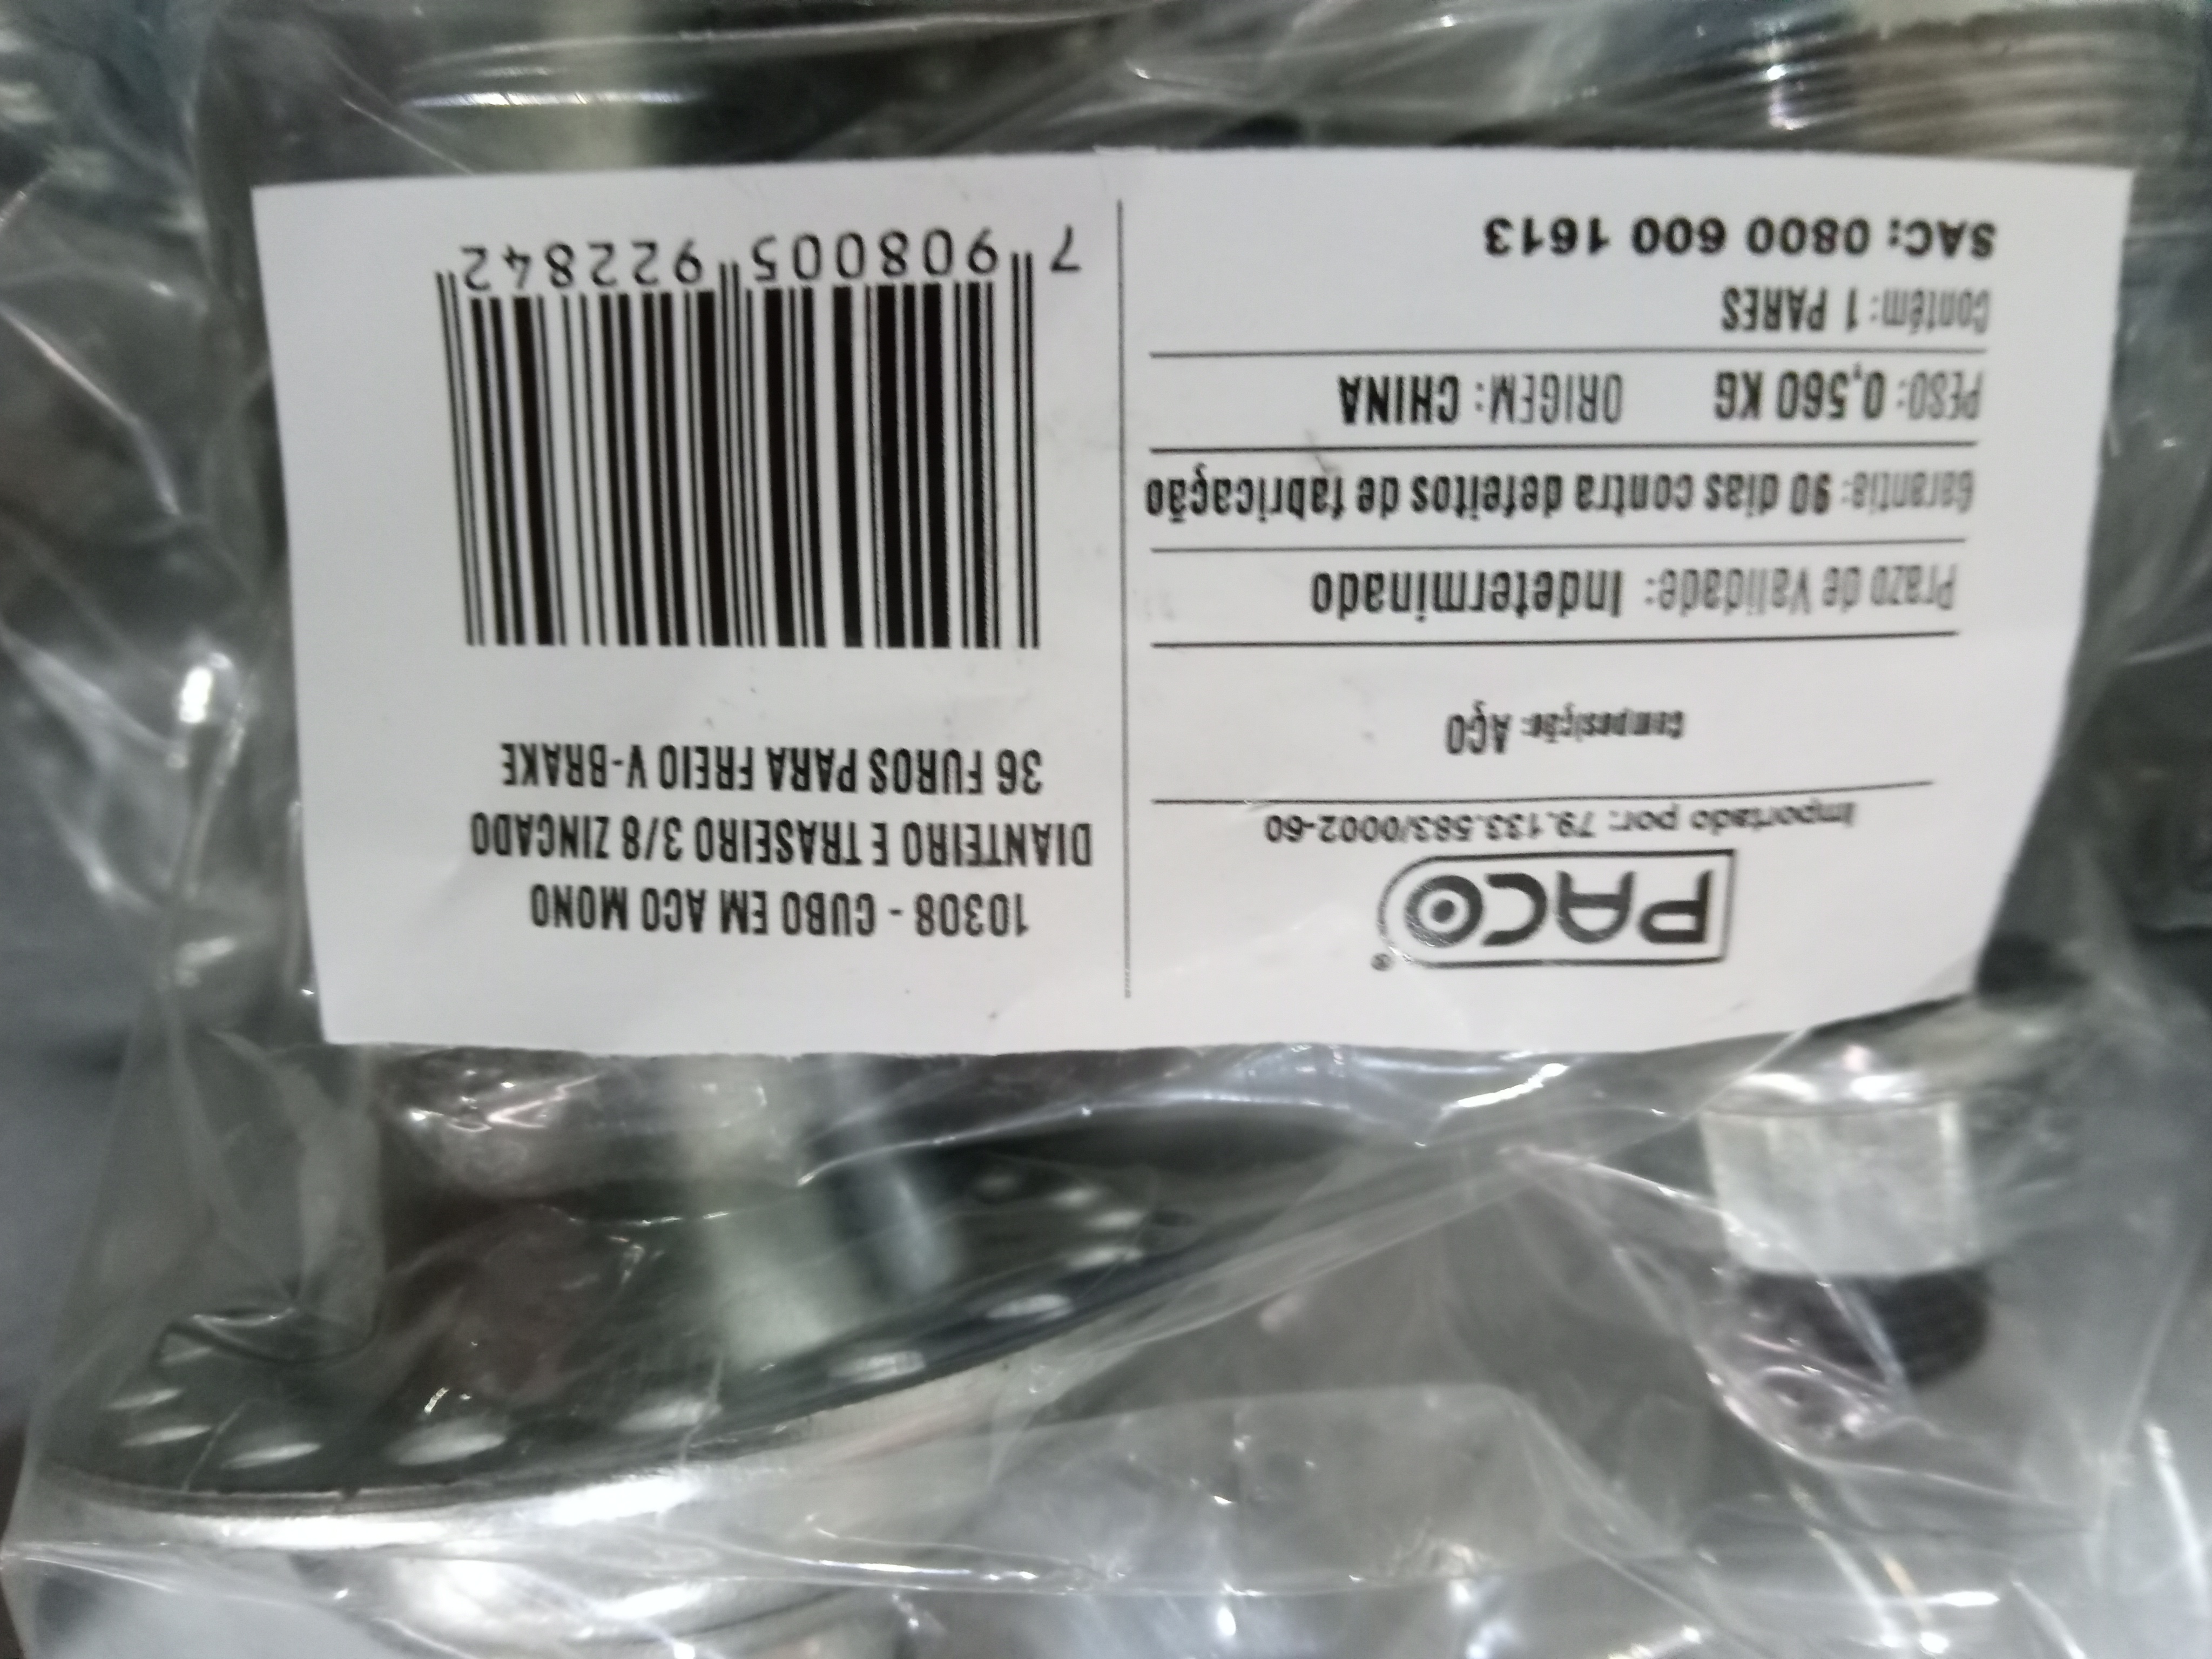 PACO®
Importado por: 79.133.583/0002-60
Composição: AÇO
Prazo de Validade: Indeterminado
Garantia: 90 dias contra defeitos de fabricação
PESO: 0,560 KG ORIGEM: CHINA
Contém: 1 PARES
SAC: 0800 600 1613
10308 - CUBO EM ACO MONO
DIANTEIRO E TRASEIRO 3/8 ZINCADO
36 FUROS PARA FREIO V-BRAKE
7 908005 922842